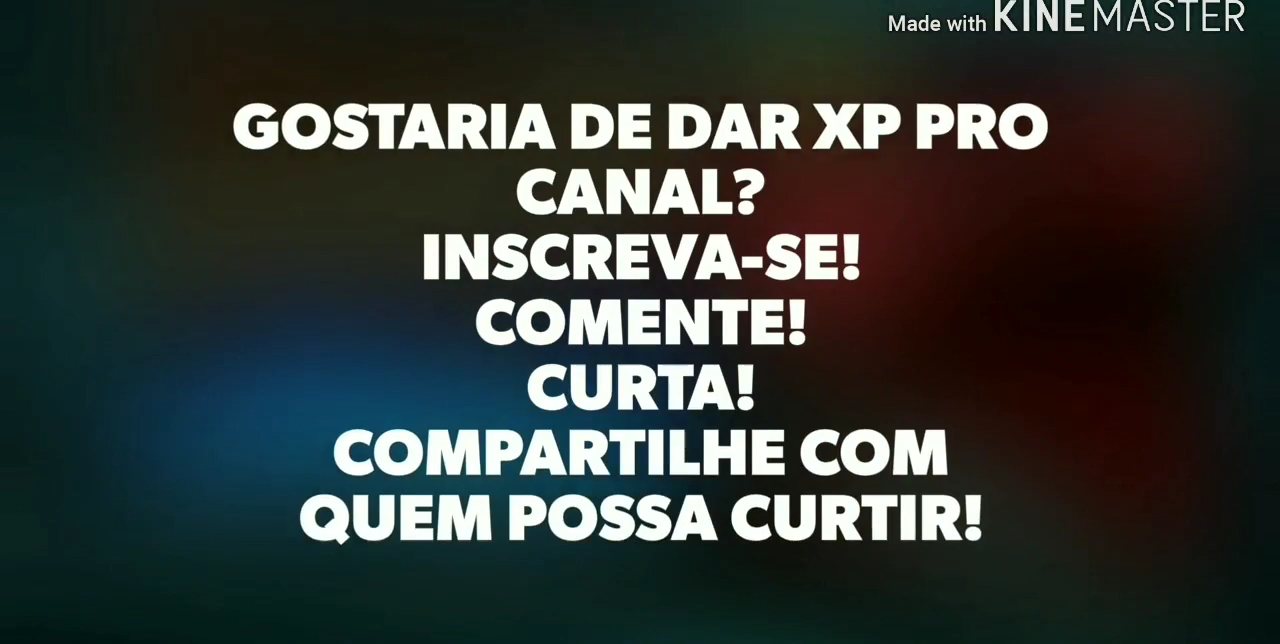 Made with KINEMASTER
GOSTARIA DE DAR XP PRO
CANAL?
INSCREVA-SE!
COMENTE!
CURTA!
COMPARTILHE COM
QUEM POSSA CURTIR!